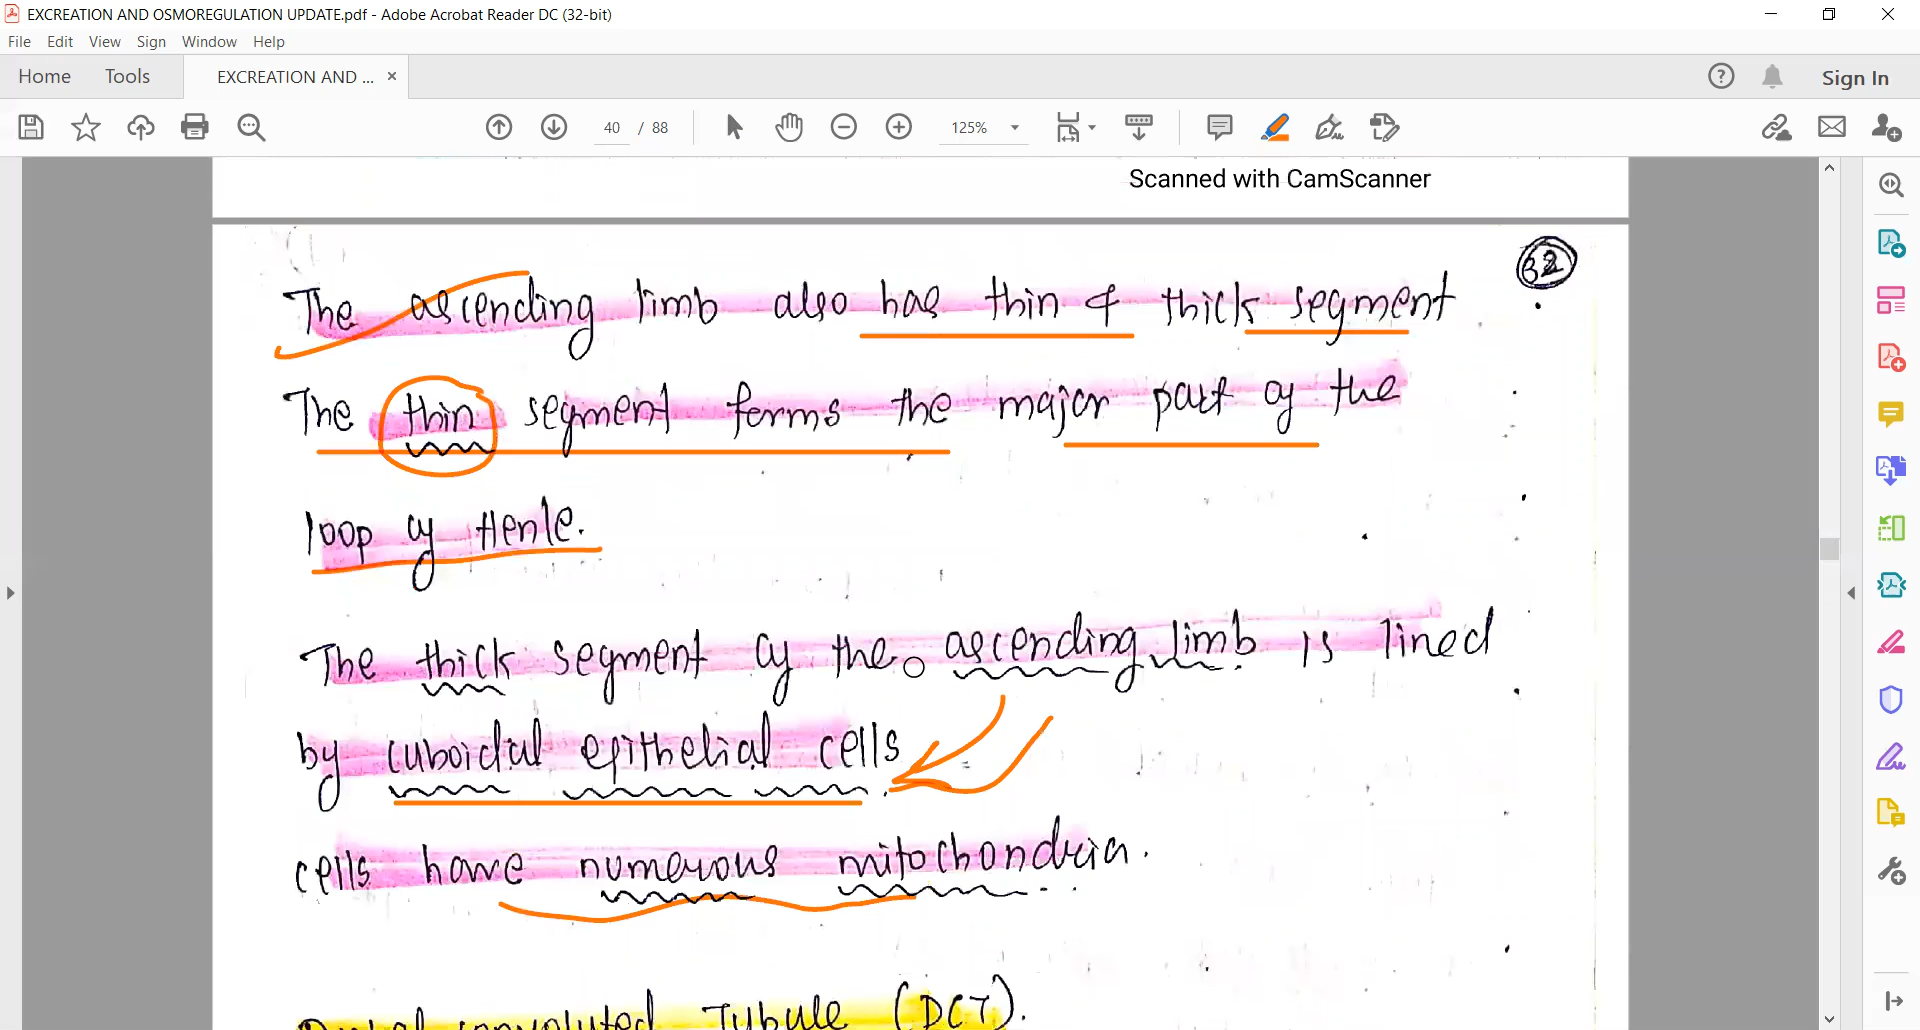 EXCREATION AND OSMOREGULATION UPDATE.pdf - Adobe Acrobat Reader DC (32-bit)
File Edit View Sign Window Help
Home Tools EXCREATION AND ... × Sign In
40 / 88 125%
Scanned with CamScanner
32
The ascending limb also has thin & thick segment
The thin segment forms the major part of the
loop of Henle.
The thick segment of the ascending limb is lined
by cuboidal epithelial cells.
cells have numerous mitochondria.
Distal convoluted Tubule (DCT).